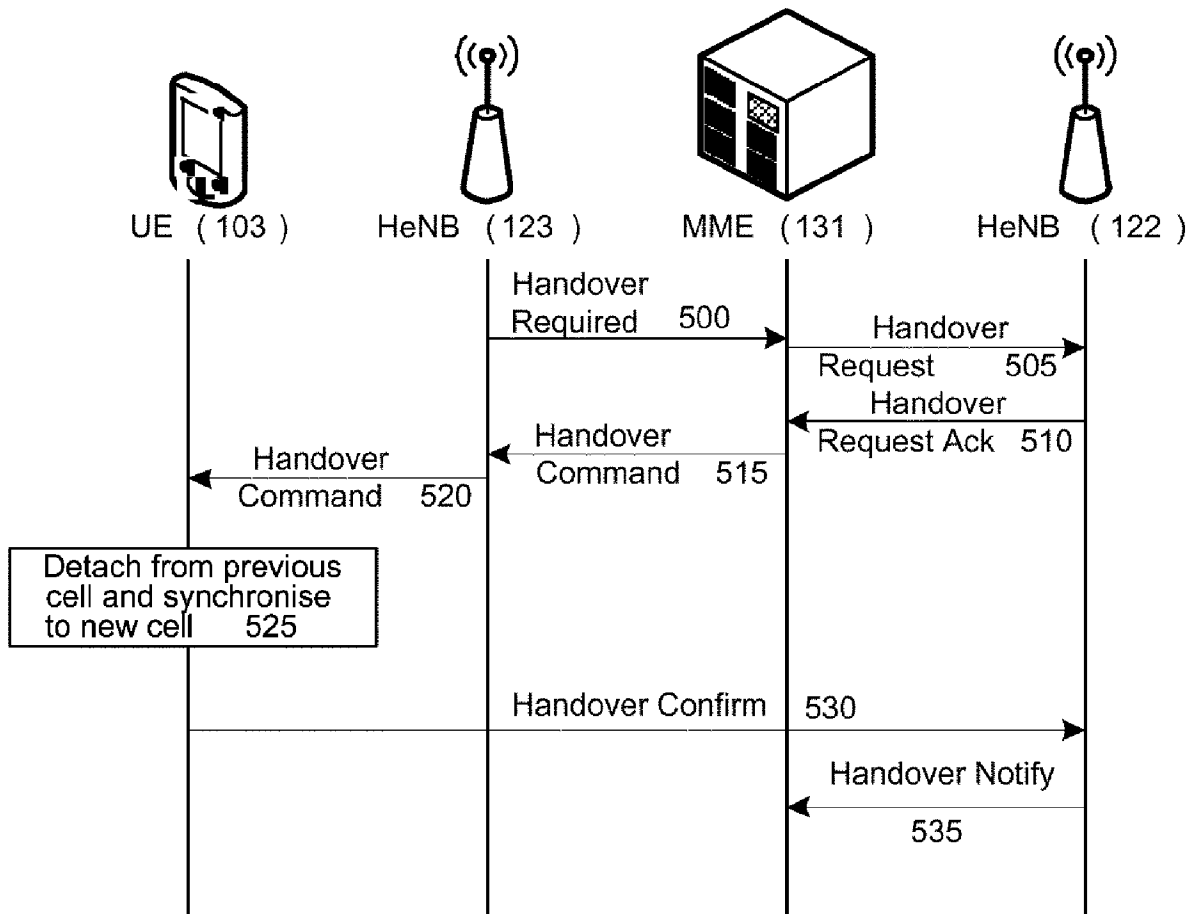 UE ( 103 )
HeNB ( 123 )
MME ( 131 )
HeNB ( 122 )
Handover
Required 500
Handover
Request 505
Handover
Request Ack 510
Handover
Command 515
Handover
Command 520
Detach from previous
cell and synchronise
to new cell 525
Handover Confirm 530
Handover Notify
535